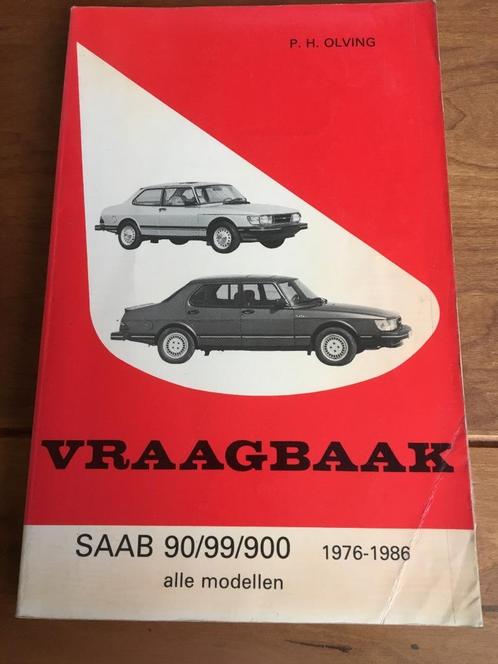 P. H. OLVING
VRAAGBAAK
SAAB 90/99/900 1976-1986
alle modellen